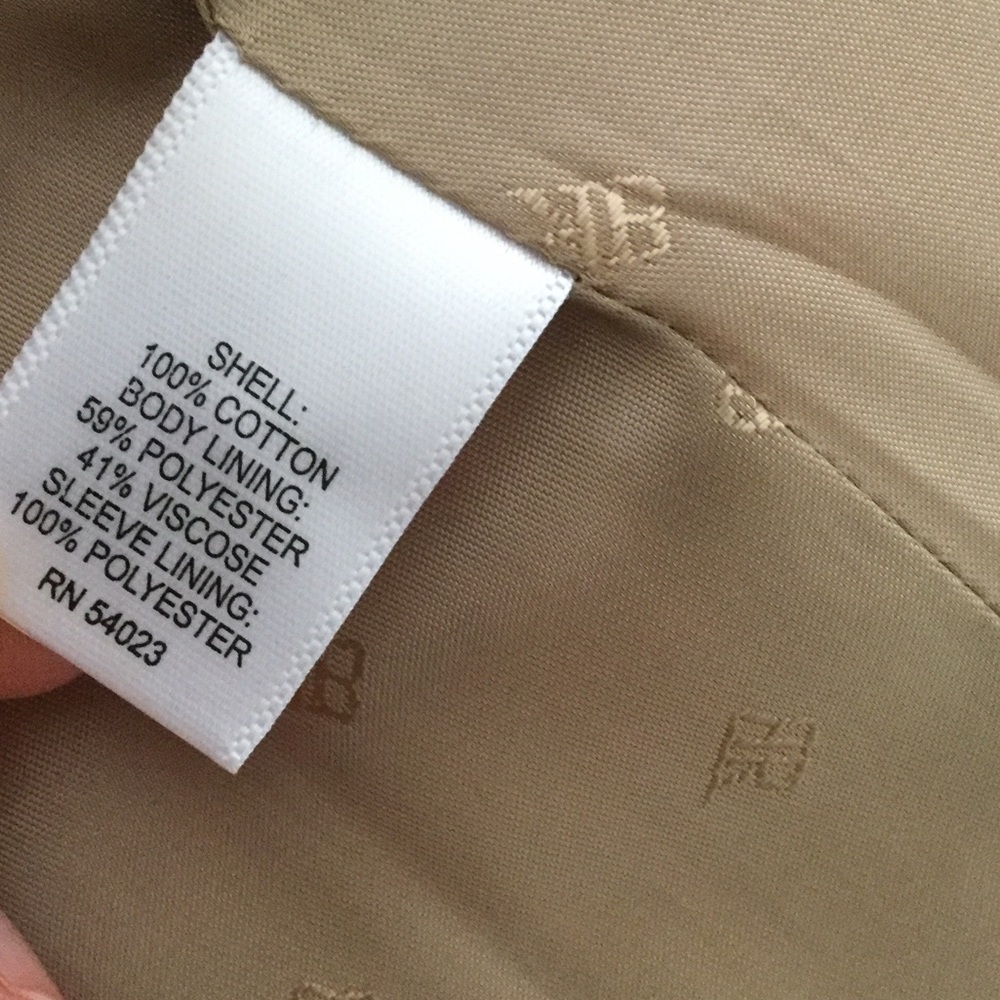 SHELL:
100% COTTON
BODY LINING:
59% POLYESTER
41% VISCOSE
SLEEVE LINING:
100% POLYESTER
RN 54023